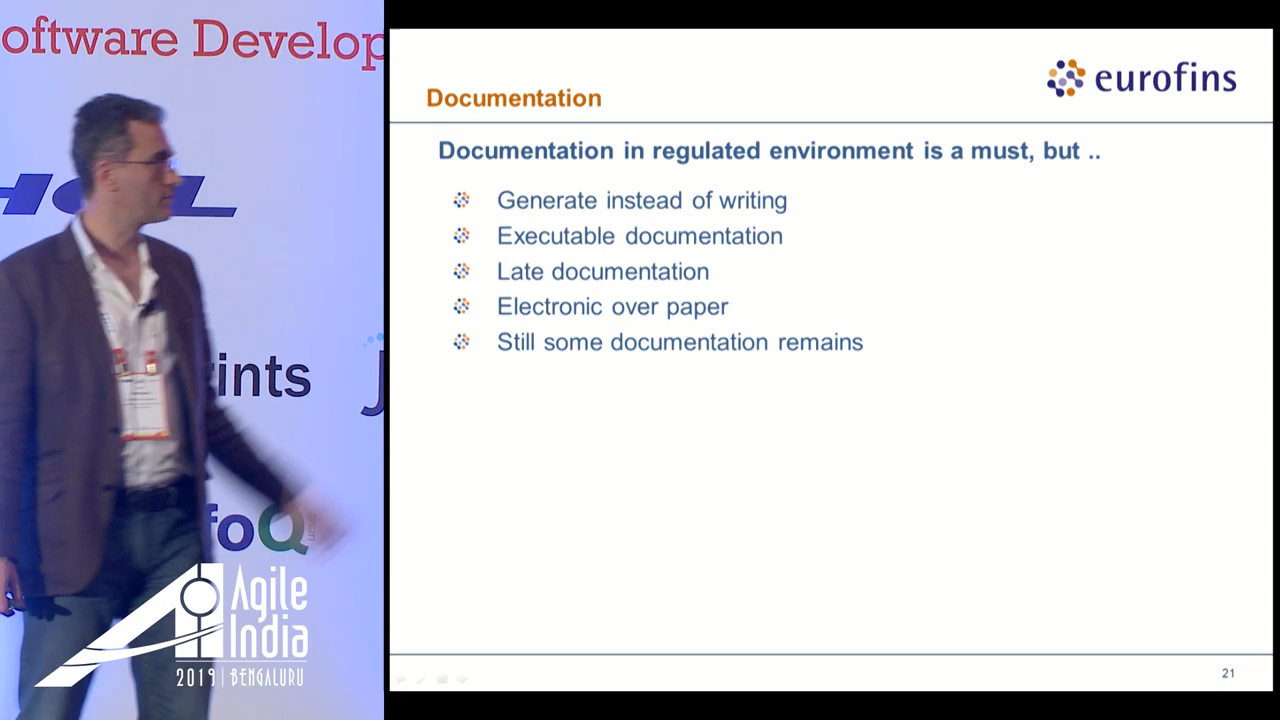 oftware Develop
eurofins
Documentation
Documentation in regulated environment is a must, but ..
Generate instead of writing
Executable documentation
Late documentation
Electronic over paper
Still some documentation remains
ints
J
foQ
Agile
India
2019 | BENGALURU
21